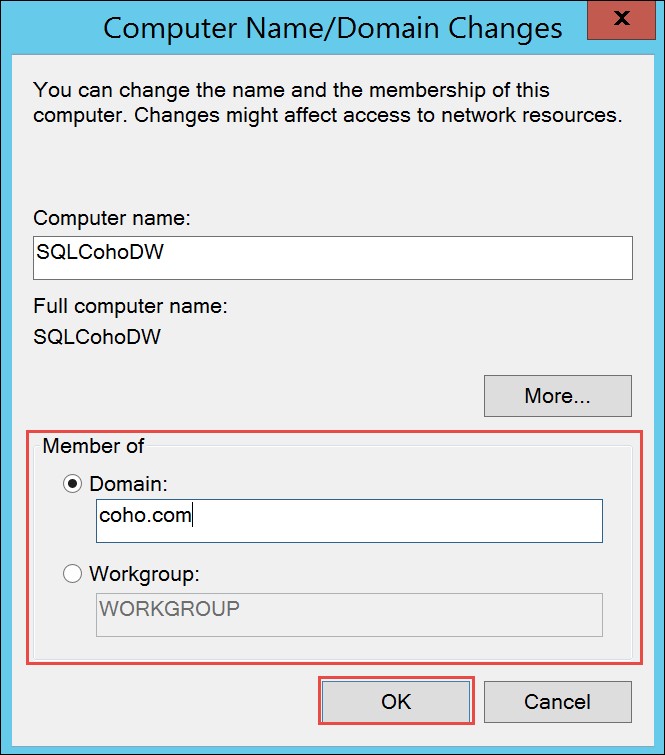 Computer Name/Domain Changes
x
You can change the name and the membership of this
computer. Changes might affect access to network resources.
Computer name:
SQLCohoDW
Full computer name:
SQLCohoDW
More...
Member of
Domain:
coho.com
Workgroup:
WORKGROUP
OK
Cancel